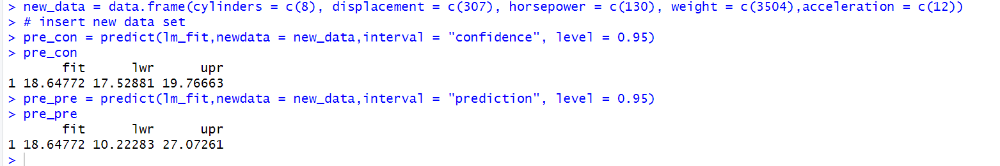 > new_data = data.frame(cylinders = c(8), displacement = c(307), horsepower = c(130), weight = c(3504),acceleration = c(12))
> # insert new data set
> pre_con = predict(lm_fit,newdata = new_data,interval = "confidence", level = 0.95)
> pre_con
       fit      lwr      upr
1 18.64772 17.52881 19.76663
> pre_pre = predict(lm_fit,newdata = new_data,interval = "prediction", level = 0.95)
> pre_pre
       fit      lwr      upr
1 18.64772 10.22283 27.07261
>